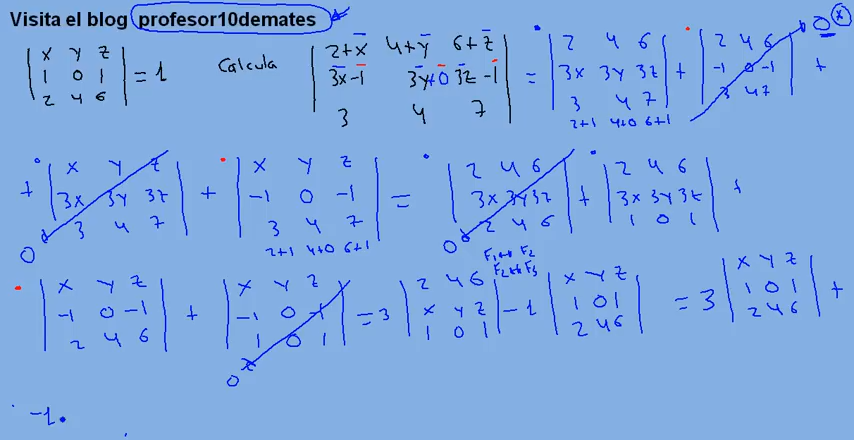 Visita el blog profesor10demates
| x y z | | 2+x 4+y 6+z | | 2 4 6 | | 2 4 6 | 0 (*)
| 1 0 1 | = 1 Calcula | 3x-1 3y+0 3z-1 | = | 3x 3y 3z | + | -1 0 -1 | +
| 2 4 6 | | 3 4 7 | | 3 4 7 | | 3 4 7 |
2+1 4+0 6+1
| x y z | | x y z | | 2 4 6 | | 2 4 6 |
+ | 3x 3y 3z | + | -1 0 -1 | = | 3x 3y 3z | + | 3x 3y 3z | +
0 | 3 4 7 | | 3 4 7 | 0 | 2 4 6 | | 1 0 1 |
2+1 4+0 6+1
F1↔F2
F2↔F3
| x y z | | x y z | | 2 4 6 | | x y z | | x y z |
| -1 0 -1 | + | -1 0 -1 | = 3 | x y z | - 1 | 1 0 1 | = 3 | 1 0 1 | +
| 2 4 6 | | 1 0 1 | | 1 0 1 | | 2 4 6 | | 2 4 6 |
0
-1.